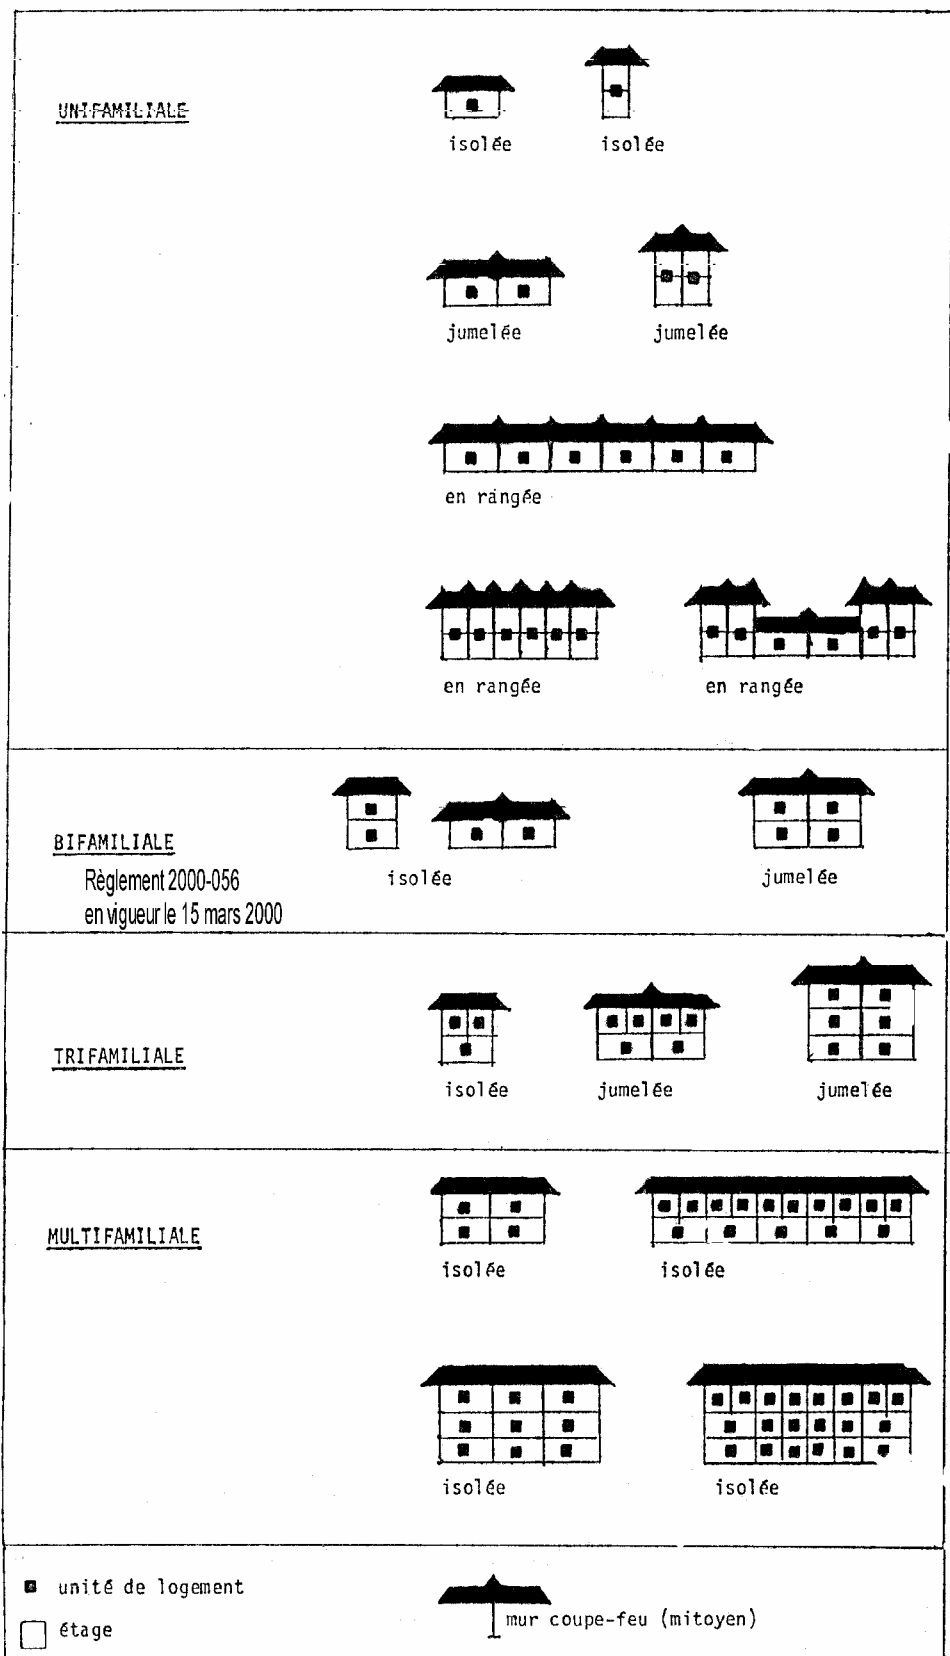 UNIFAMILIALE
isolée
isolée
jumelée
jumelée
en rangée
en rangée
en rangée
BIFAMILIALE
Règlement 2000-056
en vigueur le 15 mars 2000
isolée
jumelée
TRIFAMILIALE
isolée
jumelée
jumelée
MULTIFAMILIALE
isolée
isolée
isolée
isolée
unité de logement
étage
mur coupe-feu (mitoyen)